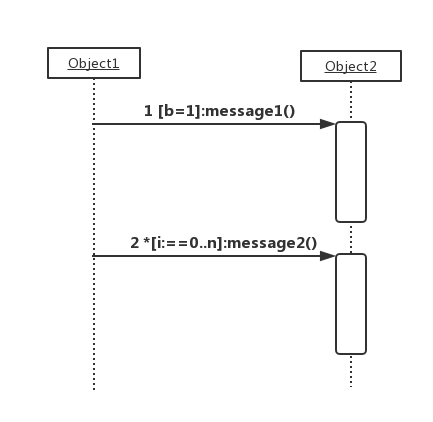 Object1
Object2
1 [b=1]:message1()
2 *[i:==0..n]:message2()